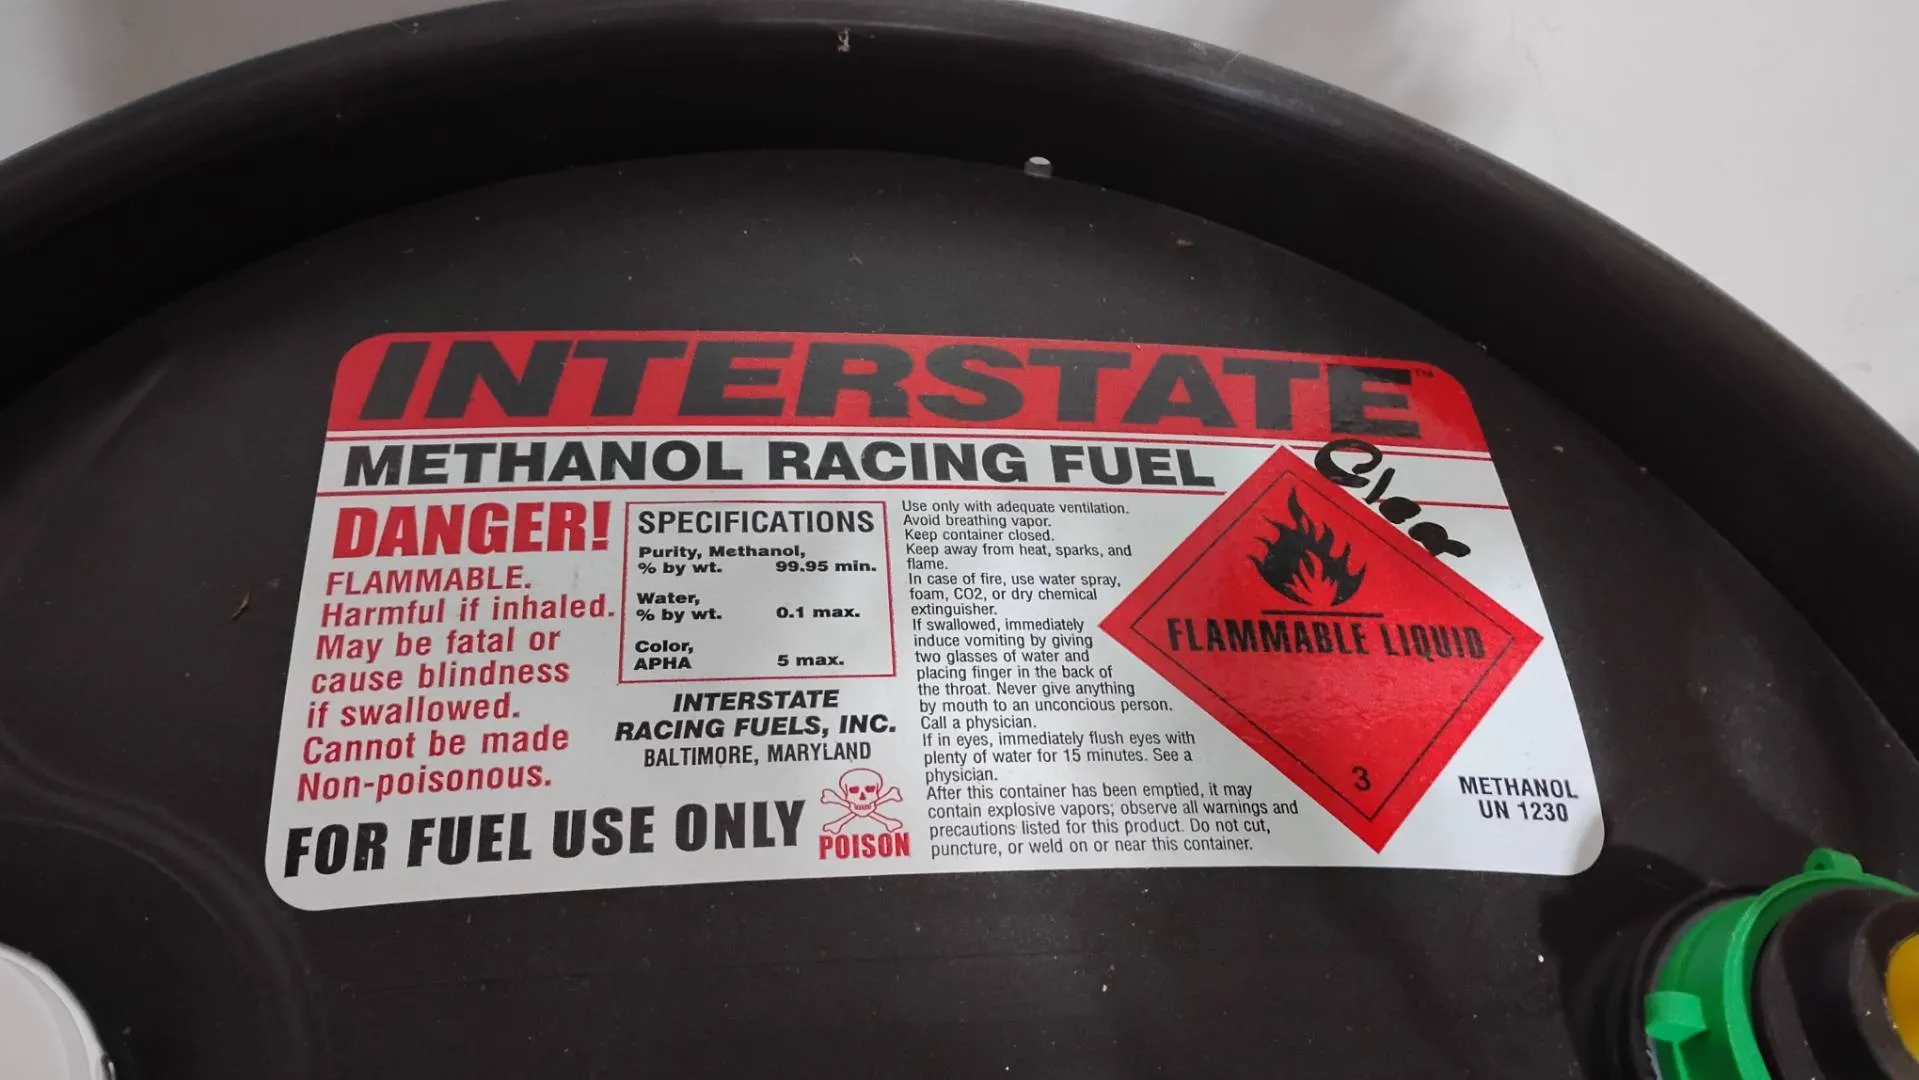 INTERSTATE™
METHANOL RACING FUEL
DANGER!
FLAMMABLE.
Harmful if inhaled.
May be fatal or
cause blindness
if swallowed.
Cannot be made
Non-poisonous.
FOR FUEL USE ONLY
SPECIFICATIONS
Purity, Methanol,
% by wt. 99.95 min.
Water,
% by wt. 0.1 max.
Color,
APHA 5 max.
INTERSTATE
RACING FUELS, INC.
BALTIMORE, MARYLAND
POISON
Use only with adequate ventilation.
Avoid breathing vapor.
Keep container closed.
Keep away from heat, sparks, and
flame.
In case of fire, use water spray,
foam, CO2, or dry chemical
extinguisher.
If swallowed, immediately
induce vomiting by giving
two glasses of water and
placing finger in the back of
the throat. Never give anything
by mouth to an unconcious person.
Call a physician.
If in eyes, immediately flush eyes with
plenty of water for 15 minutes. See a
physician.
After this container has been emptied, it may
contain explosive vapors; observe all warnings and
precautions listed for this product. Do not cut,
puncture, or weld on or near this container.
FLAMMABLE LIQUID
3
METHANOL
UN 1230